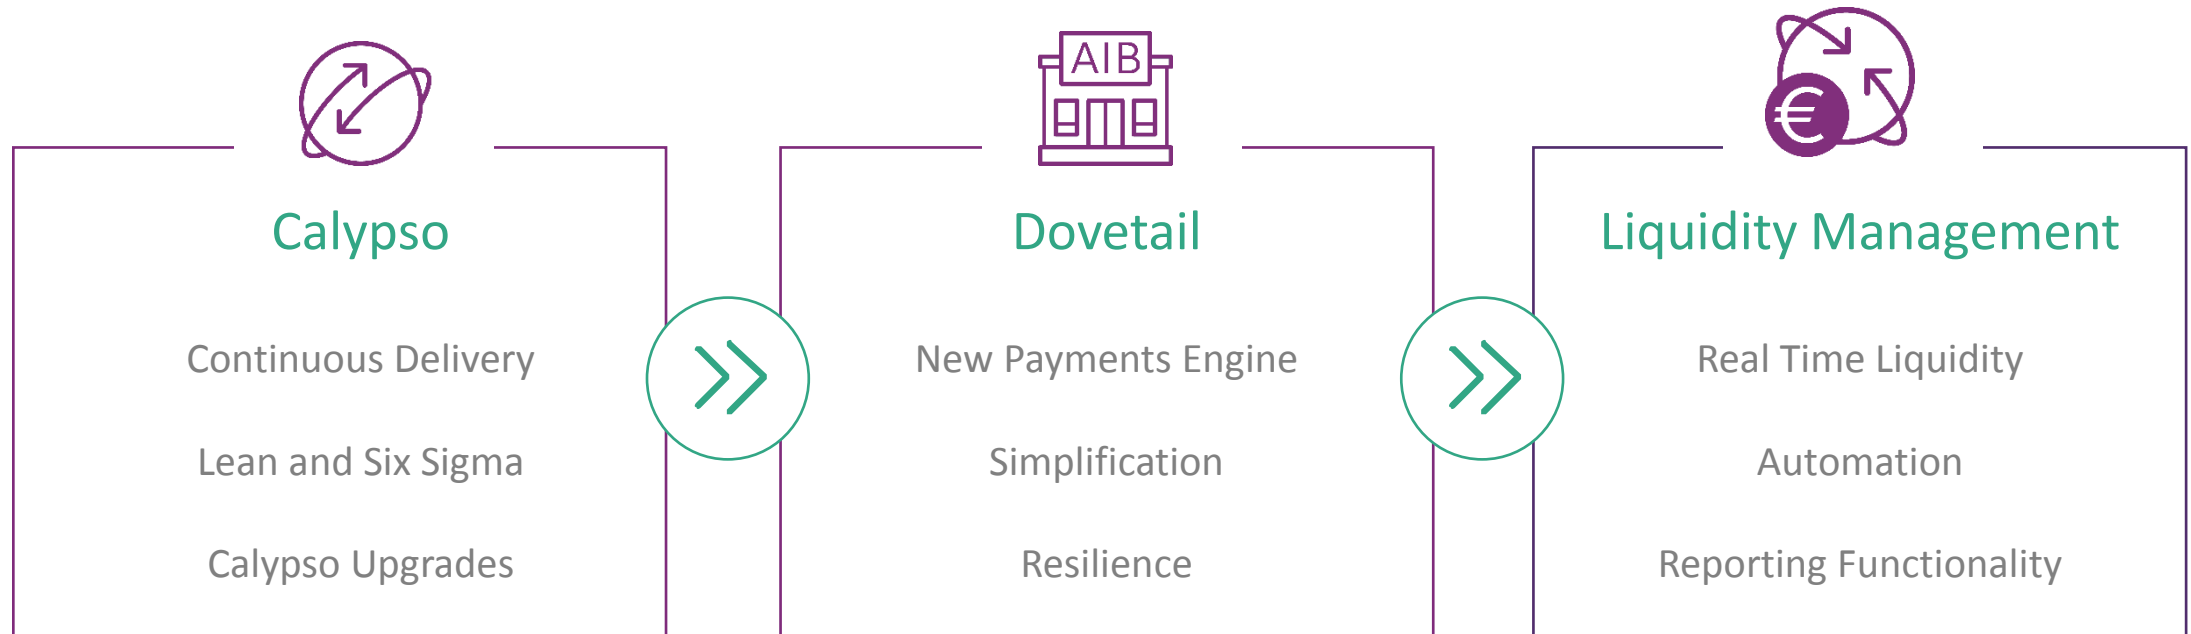 AIB
€
Calypso
Continuous Delivery
Lean and Six Sigma
Calypso Upgrades
Dovetail
New Payments Engine
Simplification
Resilience
Liquidity Management
Real Time Liquidity
Automation
Reporting Functionality